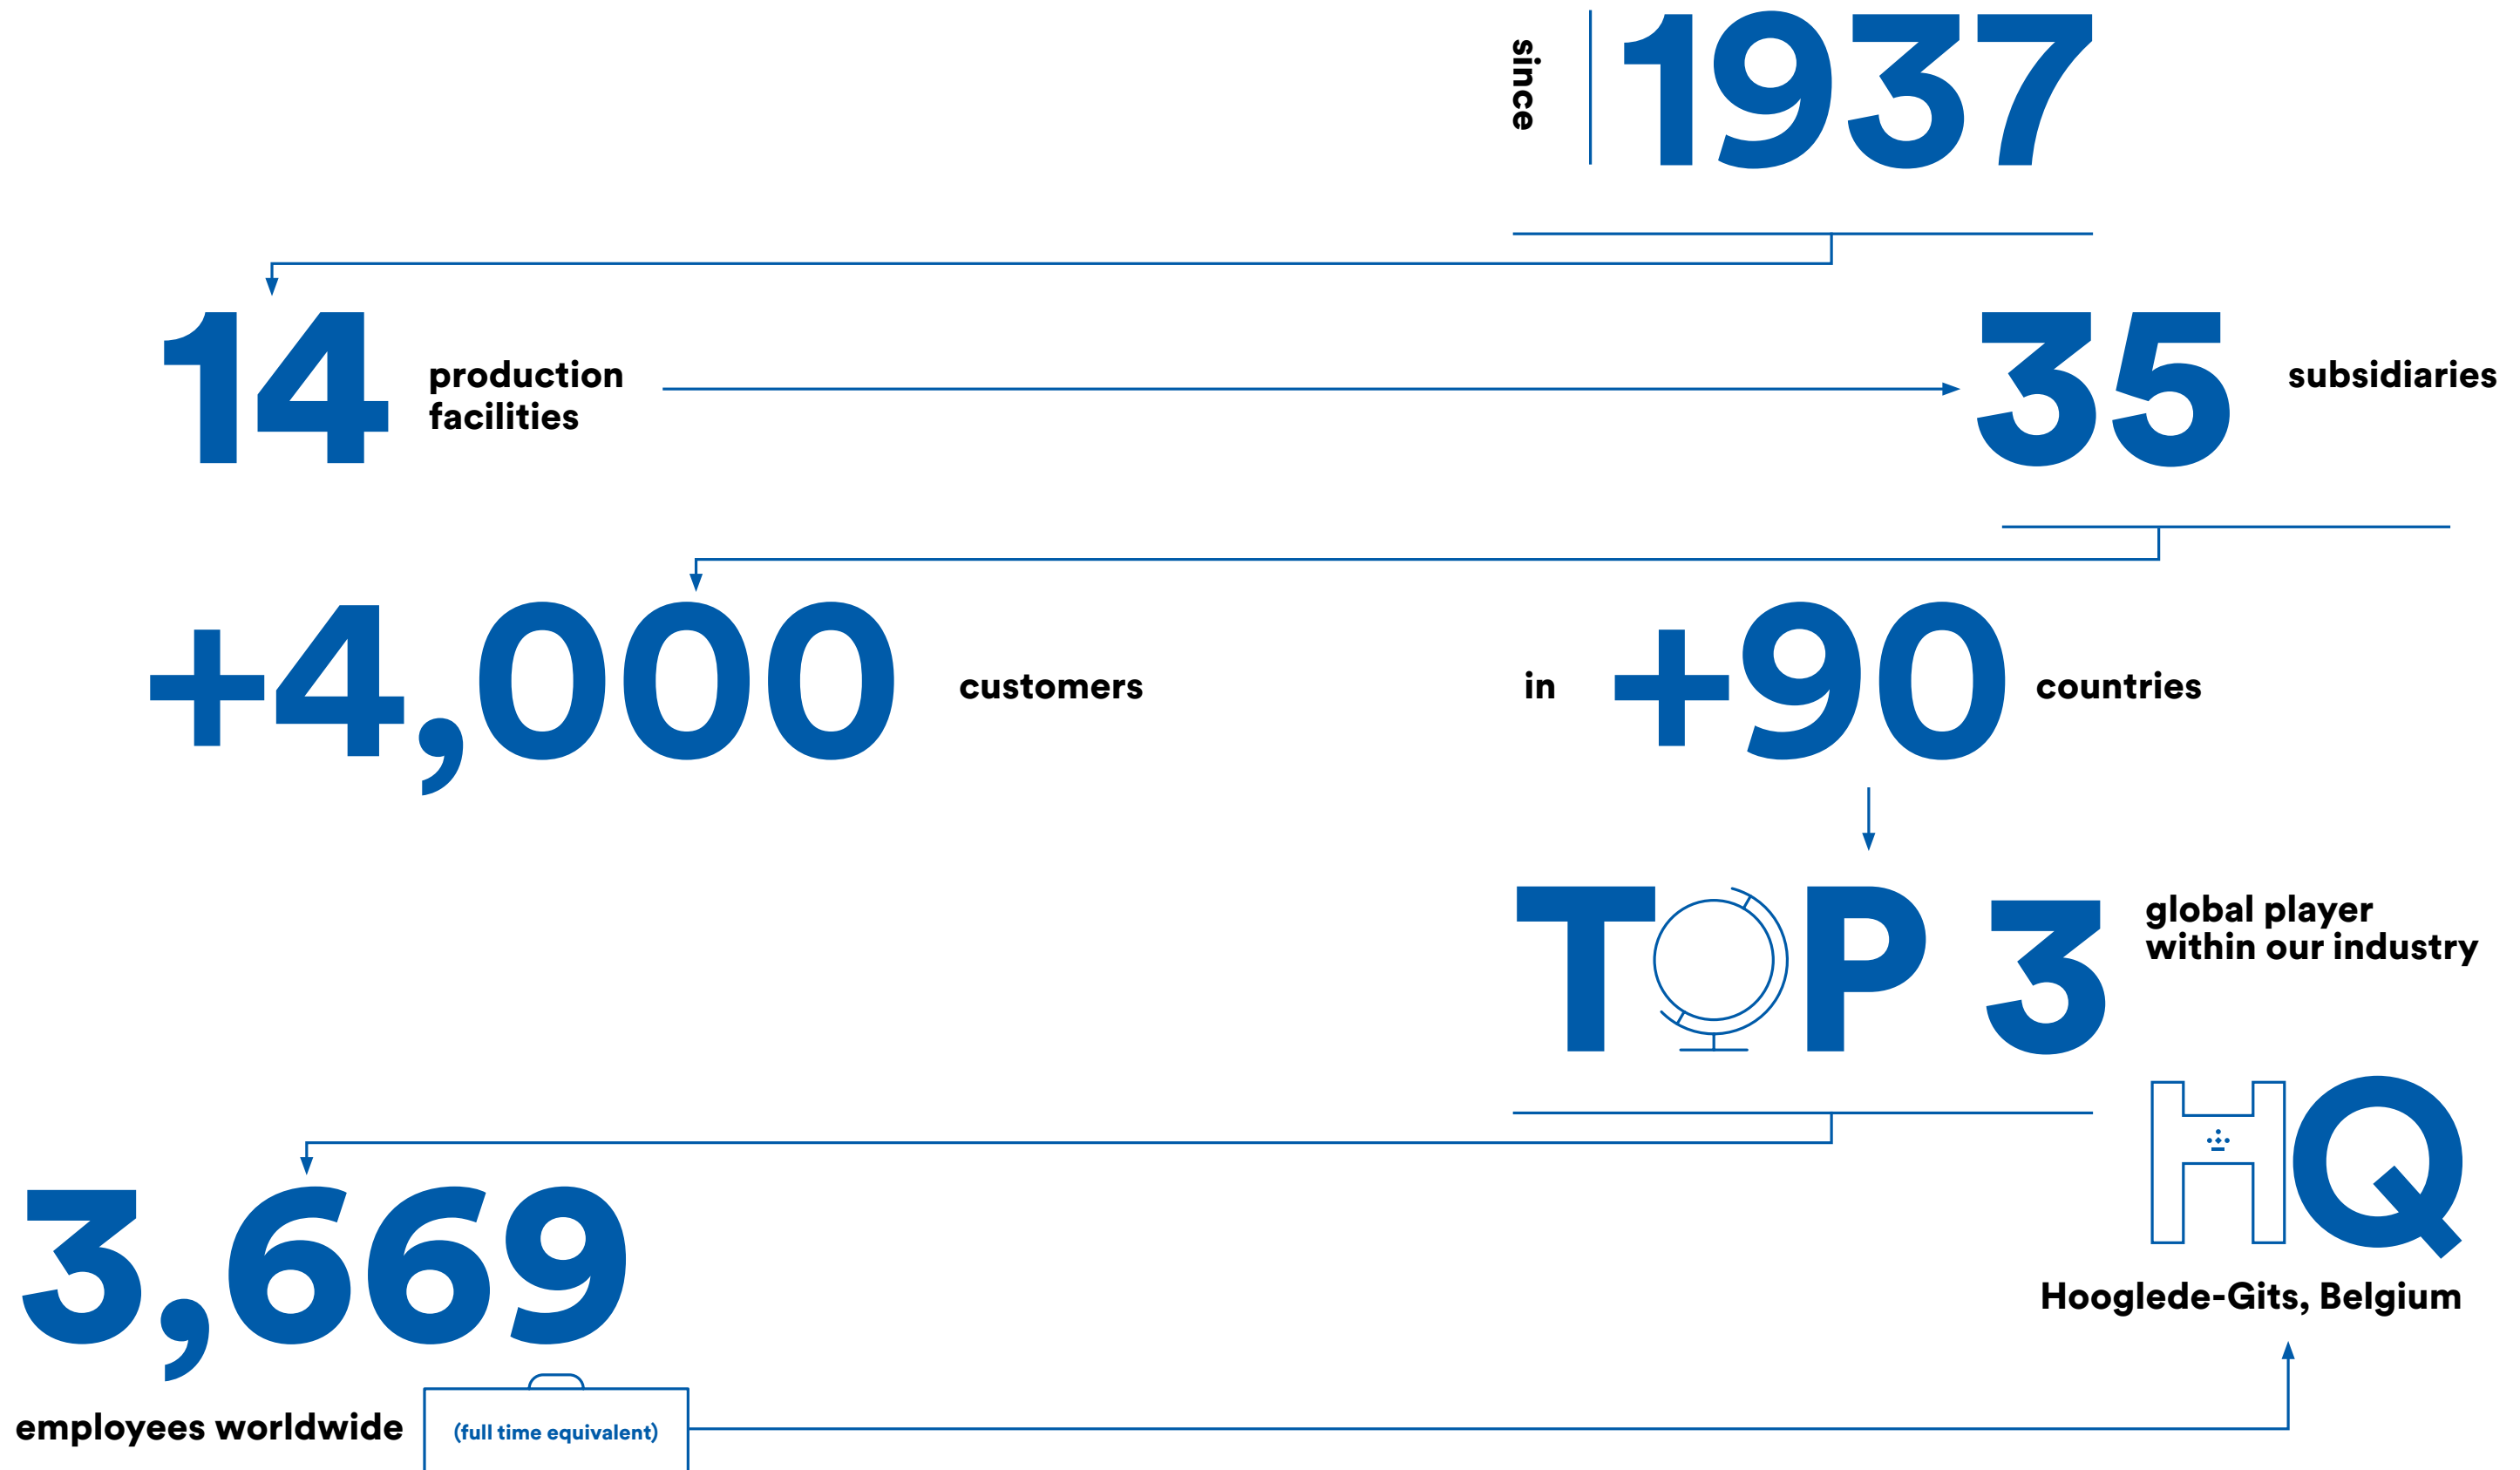 since
1937
14
production
facilities
35
subsidiaries
+4,000
customers
in
+90
countries
TOP 3
global player
within our industry
3,669
employees worldwide
(full time equivalent)
HQ
Hooglede-Gits, Belgium